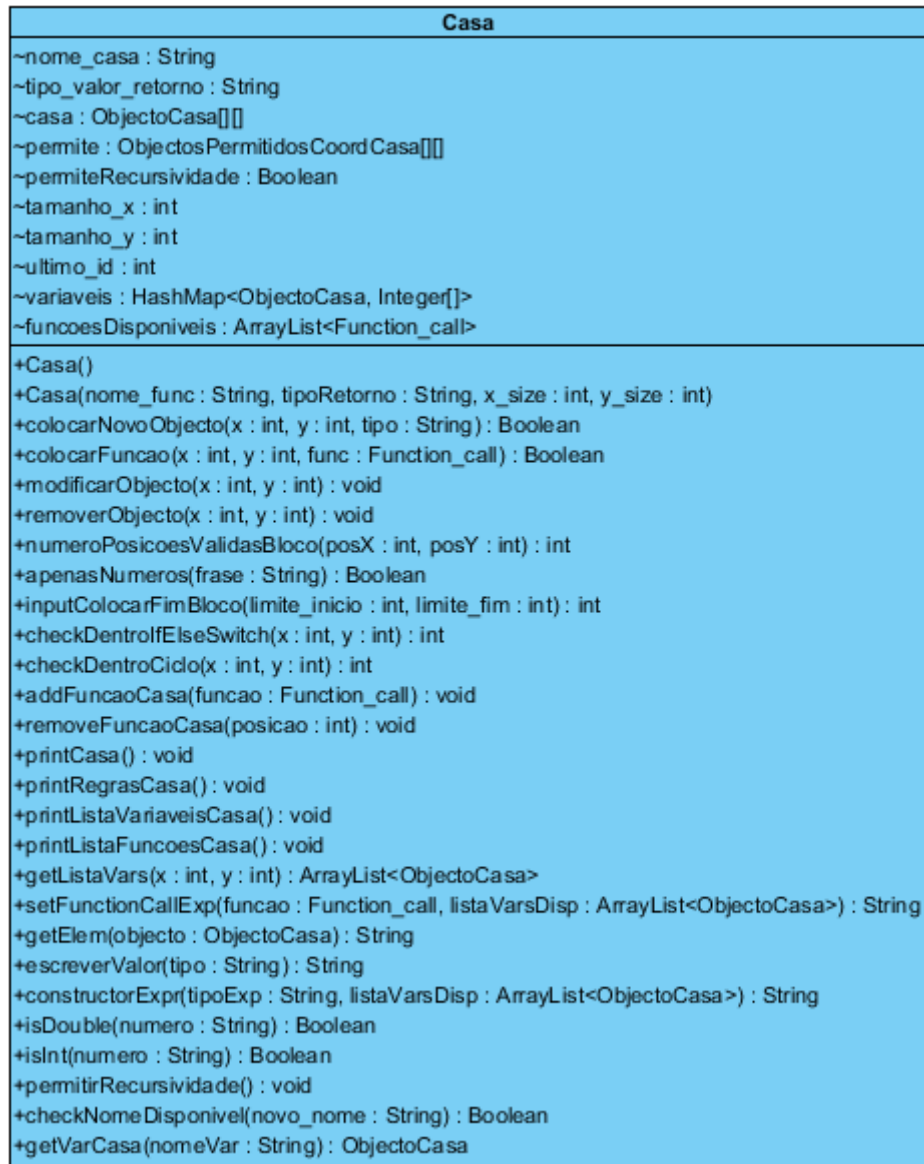 Casa
~nome_casa : String
~tipo_valor_retorno : String
~casa : ObjectoCasa[][]
~permite : ObjectosPermitidosCoordCasa[][]
~permiteRecursividade : Boolean
~tamanho_x : int
~tamanho_y : int
~ultimo_id : int
~variaveis : HashMap<ObjectoCasa, Integer[]>
~funcoesDisponiveis : ArrayList<Function_call>
+Casa()
+Casa(nome_func : String, tipoRetorno : String, x_size : int, y_size : int)
+colocarNovoObjecto(x : int, y : int, tipo : String) : Boolean
+colocarFuncao(x : int, y : int, func : Function_call) : Boolean
+modificarObjecto(x : int, y : int) : void
+removerObjecto(x : int, y : int) : void
+numeroPosicoesValidasBloco(posX : int, posY : int) : int
+apenasNumeros(frase : String) : Boolean
+inputColocarFimBloco(limite_inicio : int, limite_fim : int) : int
+checkDentroIfElseSwitch(x : int, y : int) : int
+checkDentroCiclo(x : int, y : int) : int
+addFuncaoCasa(funcao : Function_call) : void
+removeFuncaoCasa(posicao : int) : void
+printCasa() : void
+printRegrasCasa() : void
+printListaVariaveisCasa() : void
+printListaFuncoesCasa() : void
+getListaVars(x : int, y : int) : ArrayList<ObjectoCasa>
+setFunctionCallExp(funcao : Function_call, listaVarsDisp : ArrayList<ObjectoCasa>) : String
+getElem(objecto : ObjectoCasa) : String
+escreverValor(tipo : String) : String
+constructorExpr(tipoExp : String, listaVarsDisp : ArrayList<ObjectoCasa>) : String
+isDouble(numero : String) : Boolean
+isInt(numero : String) : Boolean
+permitirRecursividade() : void
+checkNomeDisponivel(novo_nome : String) : Boolean
+getVarCasa(nomeVar : String) : ObjectoCasa